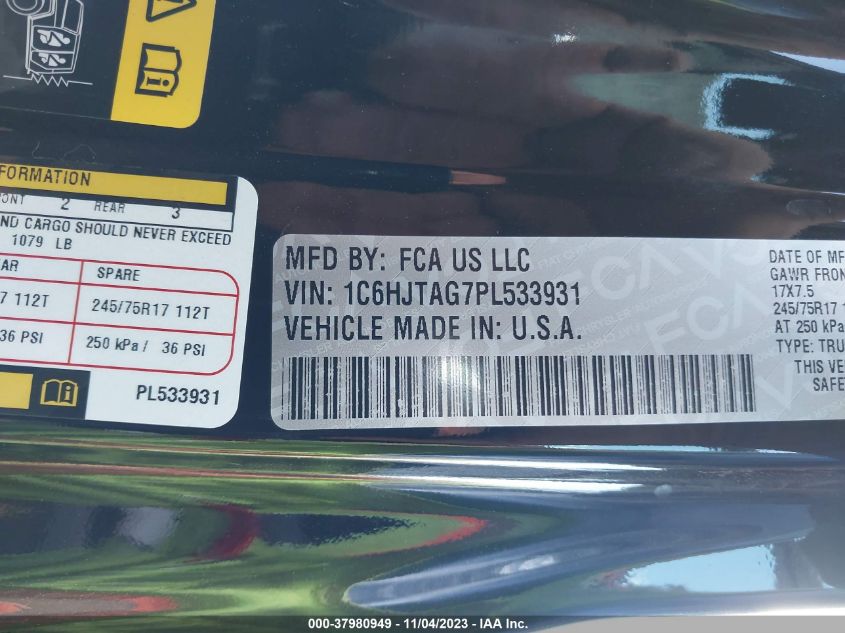 FORMATION
ONT 2 REAR 3
ND CARGO SHOULD NEVER EXCEED
1079 LB
AR SPARE
7 112T 245/75R17 112T
36 PSI 250 kPa / 36 PSI
PL533931
MFD BY: FCA US LLC
VIN: 1C6HJTAG7PL533931
VEHICLE MADE IN: U.S.A.
DATE OF MF
GAWR FRON
17X7.5
245/75R17
AT 250 kPa
TYPE: TRU
THIS VE
SAFE
000-37980949 - 11/04/2023 - IAA Inc.